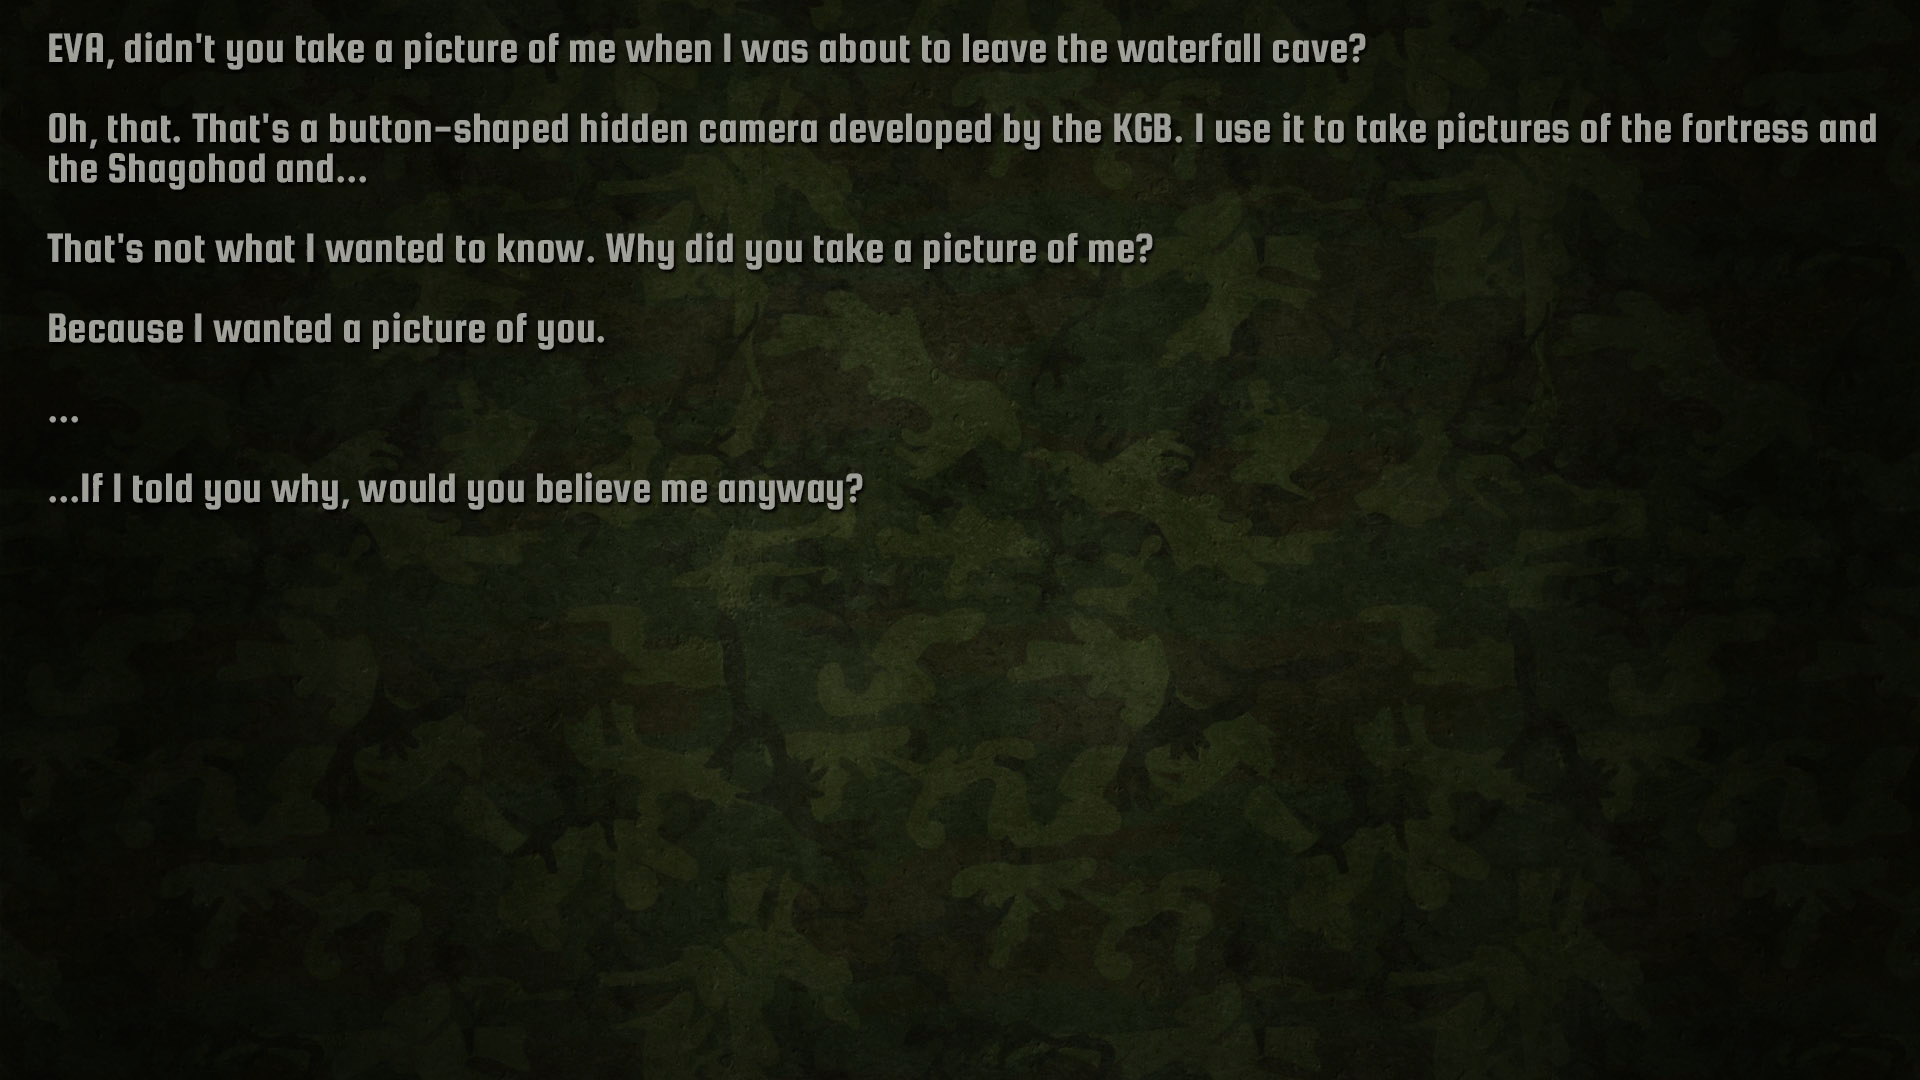 EVA, didn't you take a picture of me when I was about to leave the waterfall cave?
Oh, that. That's a button-shaped hidden camera developed by the KGB. I use it to take pictures of the fortress and
the Shagohod and...
That's not what I wanted to know. Why did you take a picture of me?
Because I wanted a picture of you.
...
...If I told you why, would you believe me anyway?